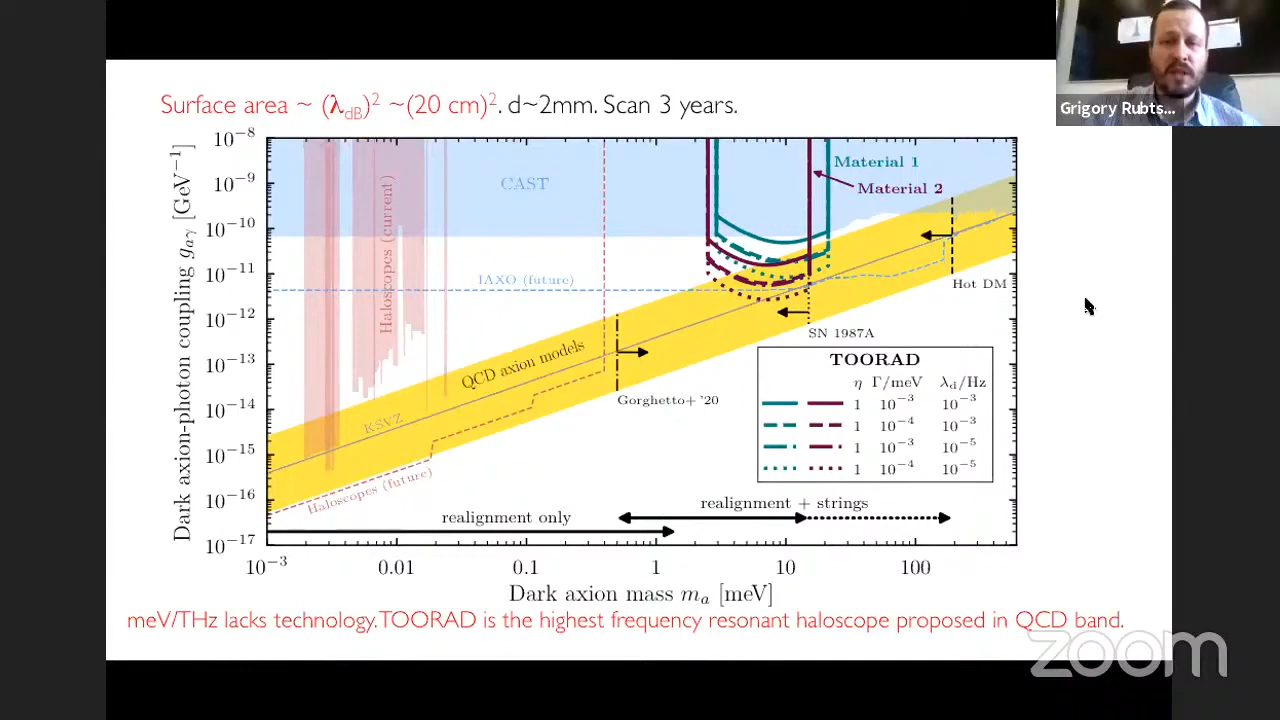 Surface area ~ (λdB)² ~(20 cm)². d~2mm. Scan 3 years.
Grigory Rubts...
Dark axion-photon coupling gaγ [GeV⁻¹]
10⁻⁸
10⁻⁹
10⁻¹⁰
10⁻¹¹
10⁻¹²
10⁻¹³
10⁻¹⁴
10⁻¹⁵
10⁻¹⁶
10⁻¹⁷
CAST
Haloscopes (current)
Material 1
Material 2
IAXO (future)
Hot DM
SN 1987A
QCD axion models
Gorghetto+ '20
KSVZ
Haloscopes (future)
TOORAD
η Γ/meV λd/Hz
1 10⁻³ 10⁻³
1 10⁻⁴ 10⁻³
1 10⁻³ 10⁻⁵
1 10⁻⁴ 10⁻⁵
realignment + strings
realignment only
10⁻³ 0.01 0.1 1 10 100
Dark axion mass ma [meV]
meV/THz lacks technology. TOORAD is the highest frequency resonant haloscope proposed in QCD band.
zoom